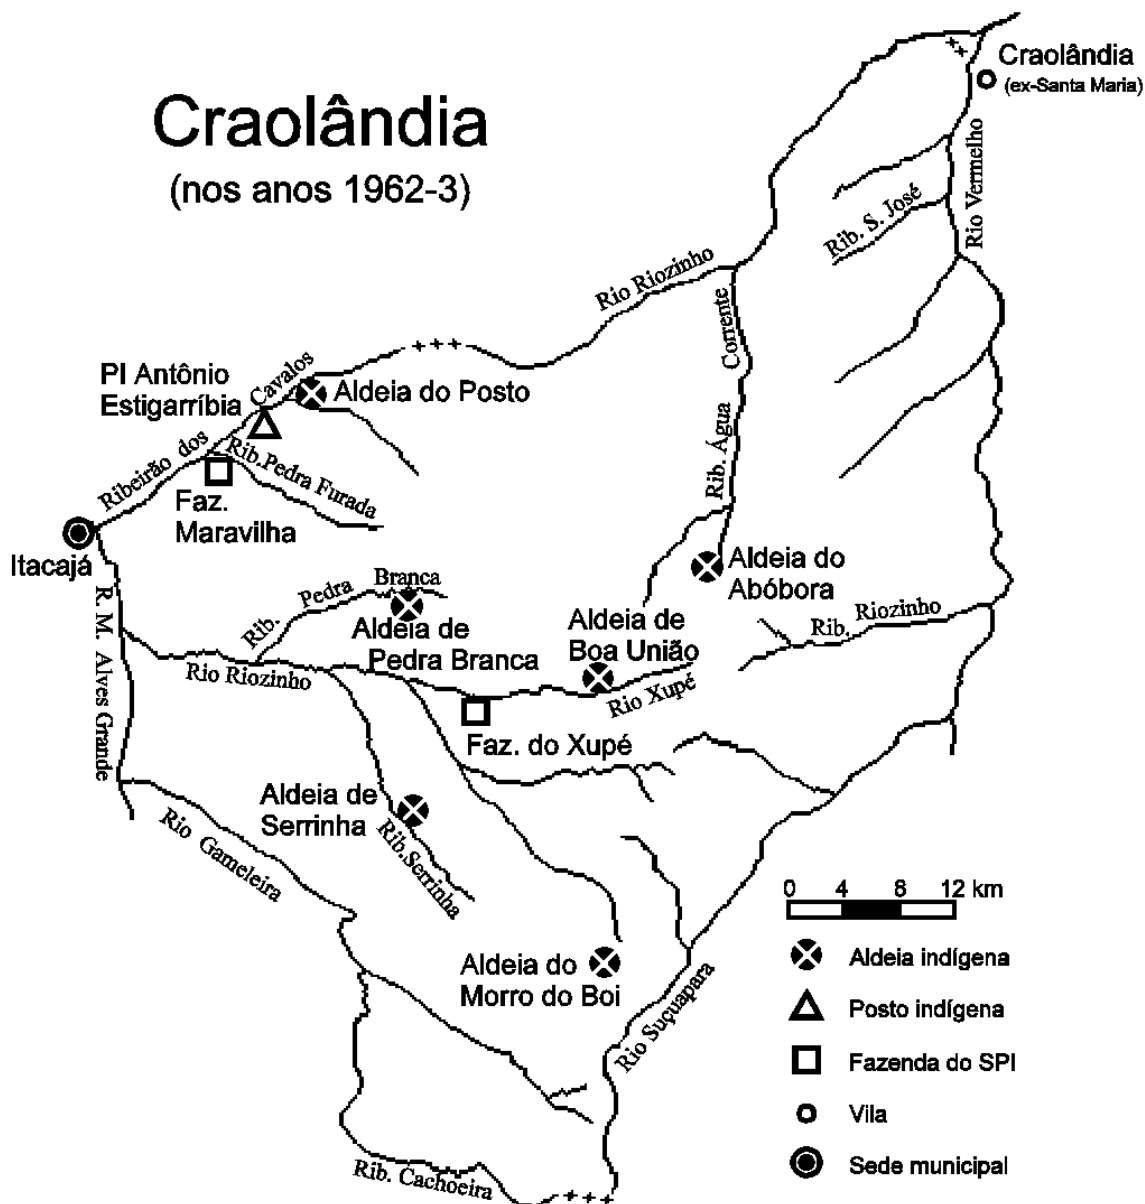 Craolândia
(nos anos 1962-3)
Craolândia
(ex-Santa Maria)
Rio Vermelho
Rib. S. José
Rio Riozinho
Rib. Água Corrente
PI Antônio
Estigarríbia
Ribeirão dos Cavalos
Aldeia do Posto
Rib.Pedra Furada
Faz.
Maravilha
Itacajá
R. M. Alves Grande
Rib. Pedra Branca
Aldeia de
Pedra Branca
Aldeia de
Boa União
Aldeia do
Abóbora
Rib. Riozinho
Rio Riozinho
Rio Xupé
Faz. do Xupé
Aldeia de
Serrinha
Rib.Serrinha
Rio Gameleira
Aldeia do
Morro do Boi
Rio Suçuapara
Rib. Cachoeira
0 4 8 12 km
Aldeia indígena
Posto indígena
Fazenda do SPI
Vila
Sede municipal